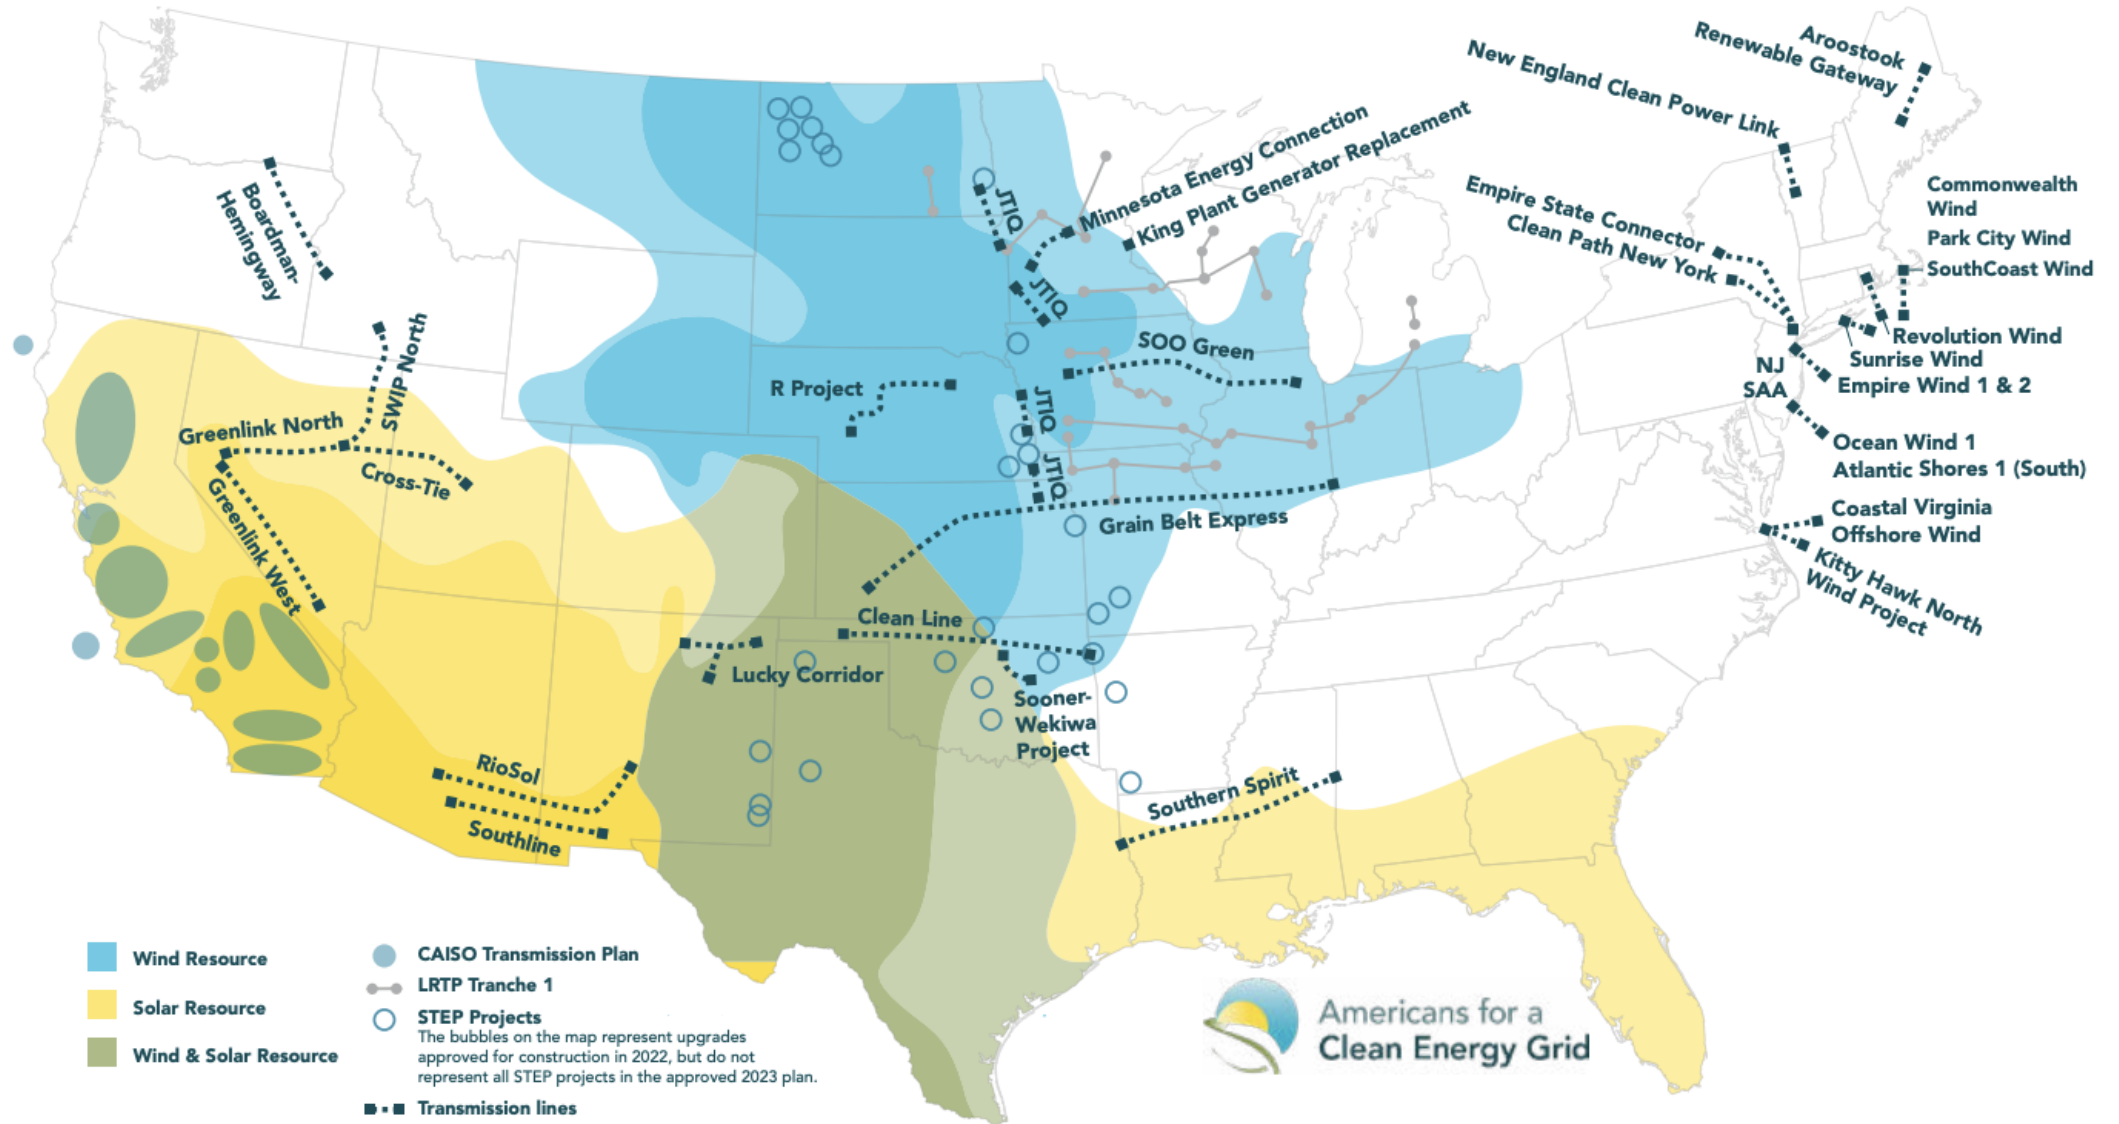 Aroostook
Renewable Gateway
New England Clean Power Link
Minnesota Energy Connection
King Plant Generator Replacement
Empire State Connector
Clean Path New York
Commonwealth
Wind
Park City Wind
SouthCoast Wind
Revolution Wind
Sunrise Wind
Empire Wind 1 & 2
NJ
SAA
Ocean Wind 1
Atlantic Shores 1 (South)
Coastal Virginia
Offshore Wind
Kitty Hawk North
Wind Project
Boardman-
Hemingway
SWIP North
Greenlink North
Cross-Tie
Greenlink West
JTIQ
JTIQ
JTIQ
JTIQ
R Project
SOO Green
Grain Belt Express
Clean Line
Lucky Corridor
Sooner-
Wekiwa
Project
RioSol
Southline
Southern Spirit
Wind Resource
Solar Resource
Wind & Solar Resource
CAISO Transmission Plan
LRTP Tranche 1
STEP Projects
The bubbles on the map represent upgrades
approved for construction in 2022, but do not
represent all STEP projects in the approved 2023 plan.
Transmission lines
Americans for a
Clean Energy Grid